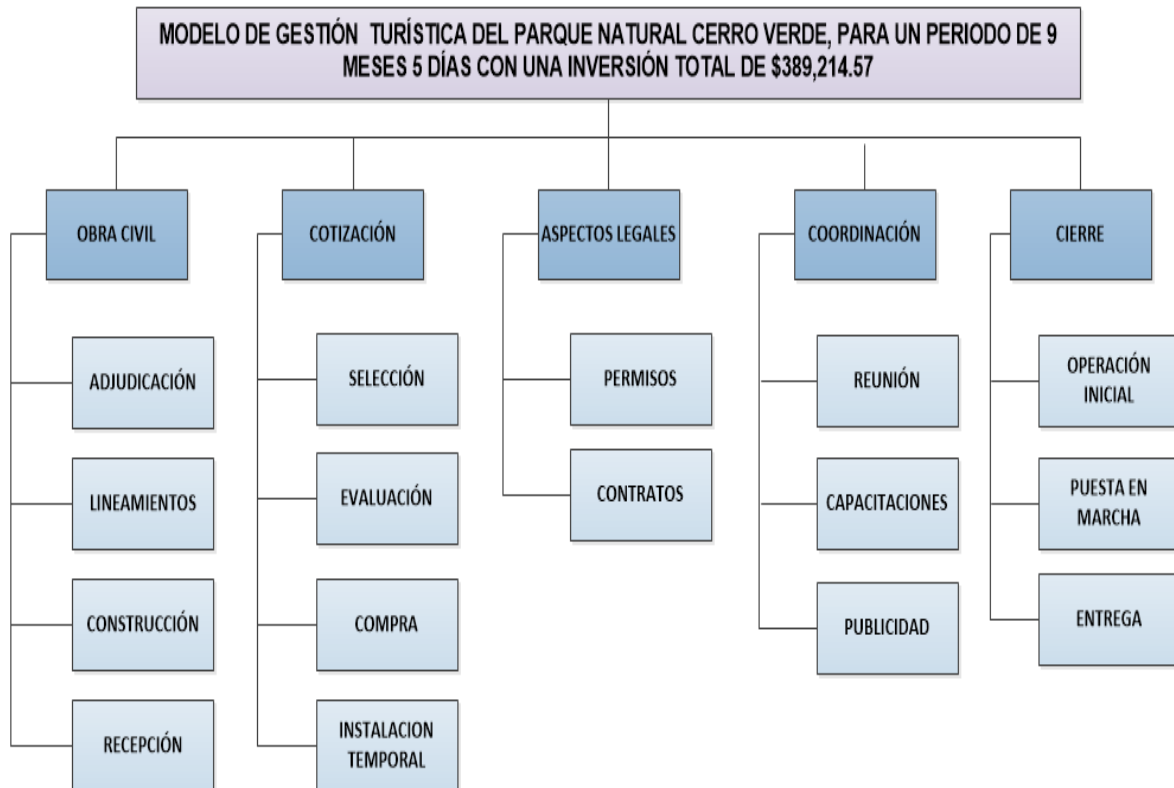 MODELO DE GESTIÓN TURÍSTICA DEL PARQUE NATURAL CERRO VERDE, PARA UN PERIODO DE 9
MESES 5 DÍAS CON UNA INVERSIÓN TOTAL DE $389,214.57
OBRA CIVIL
ADJUDICACIÓN
LINEAMIENTOS
CONSTRUCCIÓN
RECEPCIÓN
COTIZACIÓN
SELECCIÓN
EVALUACIÓN
COMPRA
INSTALACION
TEMPORAL
ASPECTOS LEGALES
PERMISOS
CONTRATOS
COORDINACIÓN
REUNIÓN
CAPACITACIONES
PUBLICIDAD
CIERRE
OPERACIÓN
INICIAL
PUESTA EN
MARCHA
ENTREGA